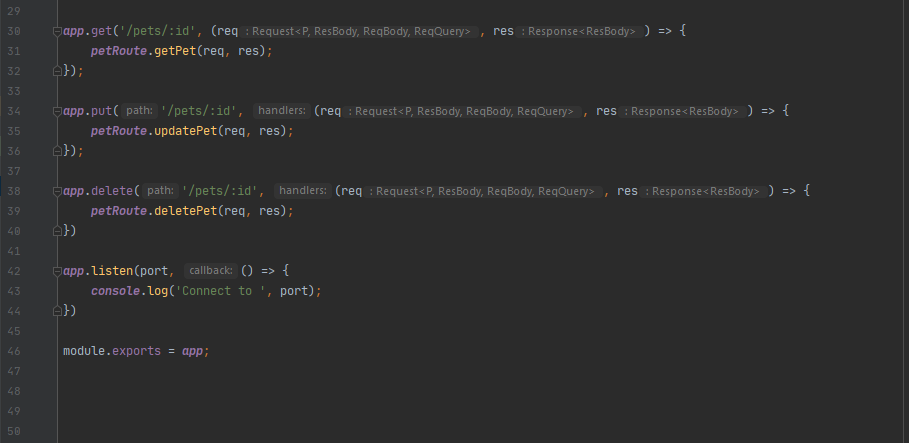 29
30 app.get('/pets/:id', (req : Request<P, ResBody, ReqBody, ReqQuery> , res : Response<ResBody> ) => {
31 petRoute.getPet(req, res);
32 });
33
34 app.put( path: '/pets/:id', handlers: (req : Request<P, ResBody, ReqBody, ReqQuery> , res : Response<ResBody> ) => {
35 petRoute.updatePet(req, res);
36 });
37
38 app.delete( path: '/pets/:id', handlers: (req : Request<P, ResBody, ReqBody, ReqQuery> , res : Response<ResBody> ) => {
39 petRoute.deletePet(req, res);
40 })
41
42 app.listen(port, callback: () => {
43 console.log('Connect to ', port);
44 })
45
46 module.exports = app;
47
48
49
50